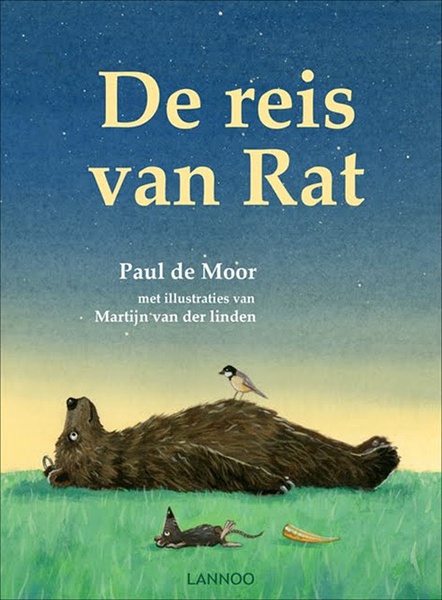 De reis
van Rat
Paul de Moor
met illustraties van
Martijn van der linden
LANNOO